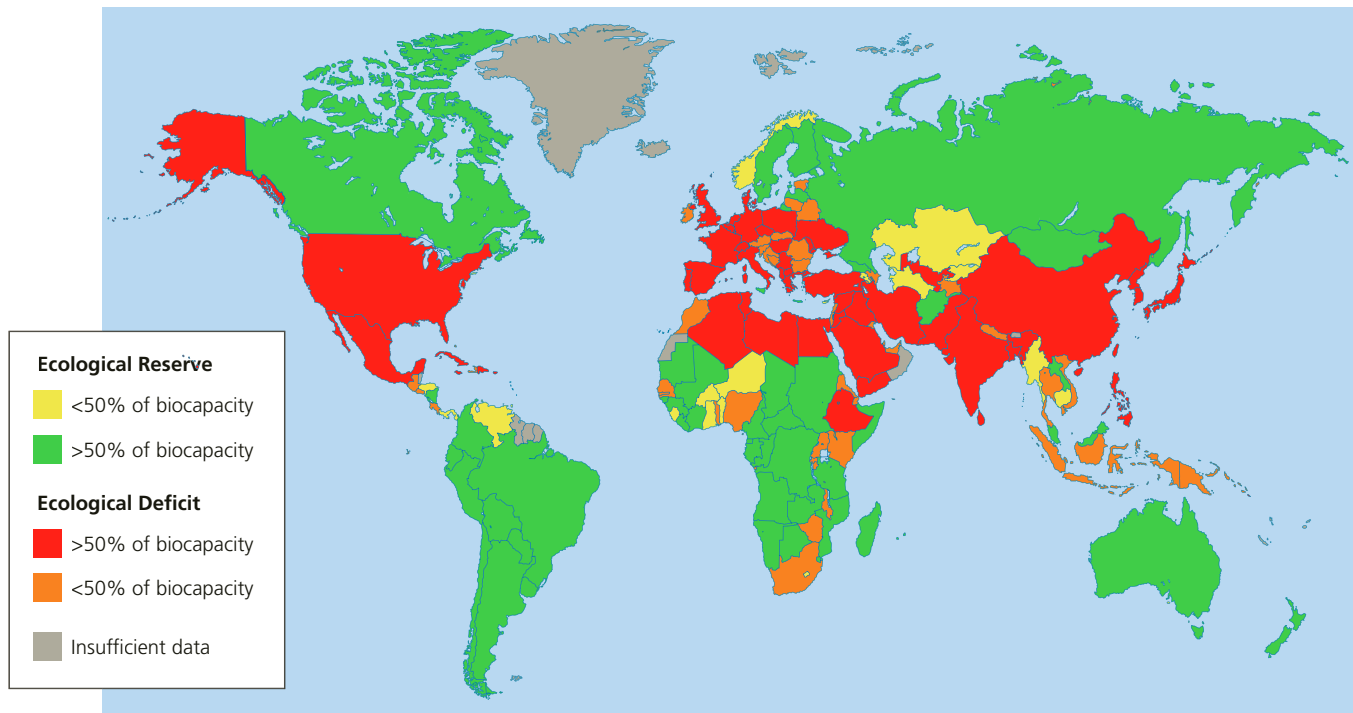 Ecological Reserve
<50% of biocapacity
>50% of biocapacity
Ecological Deficit
>50% of biocapacity
<50% of biocapacity
Insufficient data